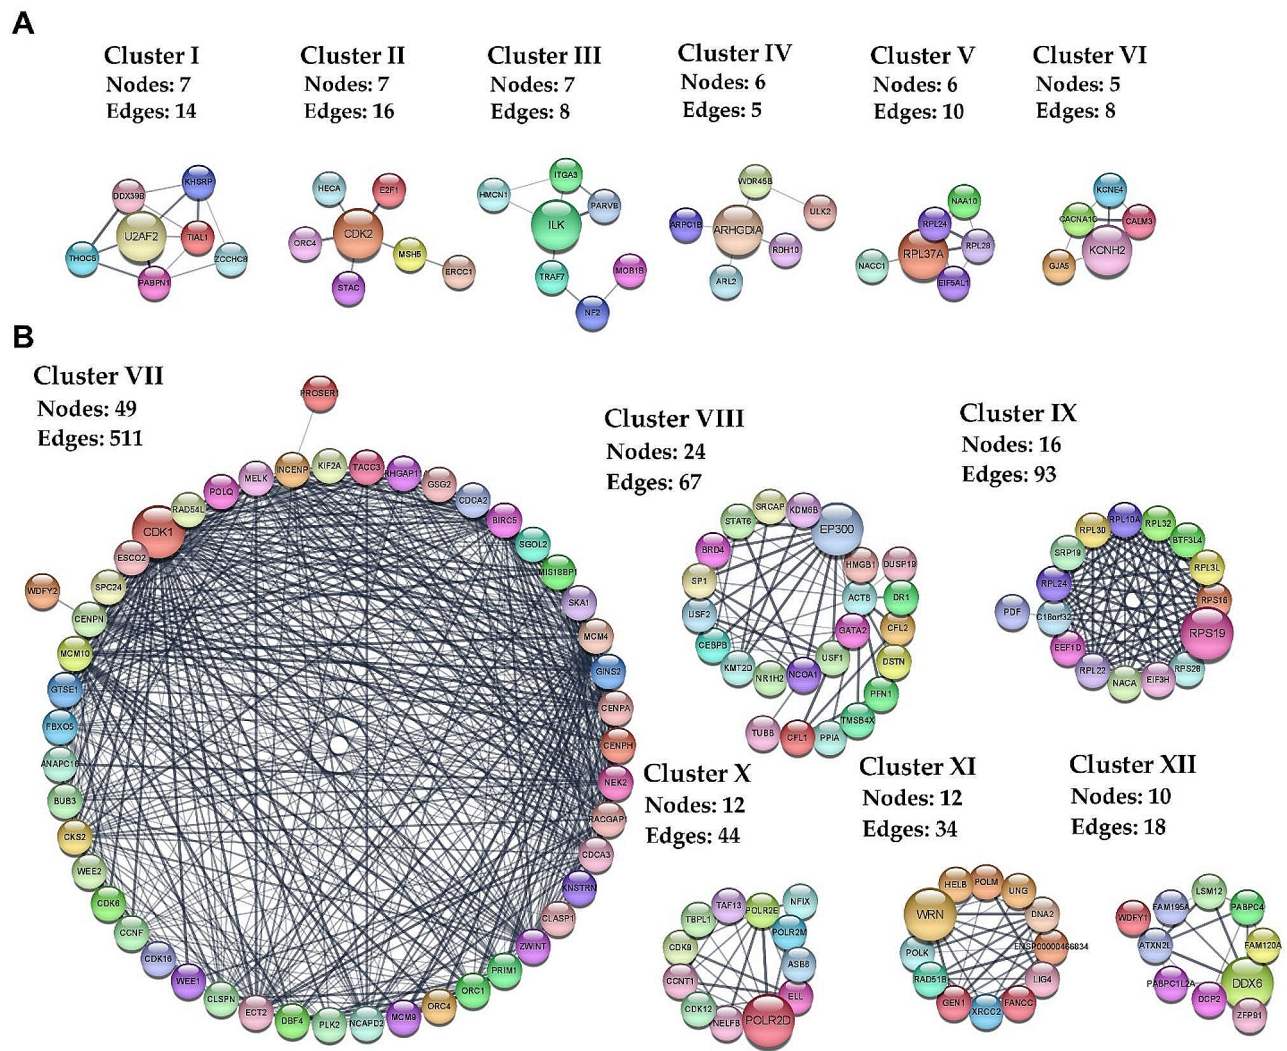 A
Cluster I
Nodes: 7
Edges: 14
Cluster II
Nodes: 7
Edges: 16
Cluster III
Nodes: 7
Edges: 8
Cluster IV
Nodes: 6
Edges: 5
Cluster V
Nodes: 6
Edges: 10
Cluster VI
Nodes: 5
Edges: 8
DDX39B
KHSRP
U2AF2
TIAL1
THOC5
ZCCHC8
PABPN1
HECA
E2F1
CDK2
ORC4
MSH5
ERCC1
STAC
ITGA3
HMCN1
PARVB
ILK
TRAF7
MOB1B
NF2
WDR45B
ULK2
ARPC1B
ARHGDIA
RDH10
ARL2
NAA10
RPL24
RPL28
RPL37A
NACC1
EIF5AL1
KCNE4
CACNA1C
CALM3
KCNH2
GJA5
B
Cluster VII
Nodes: 49
Edges: 511
PROSER1
INCENP
KIF2A
TACC3
RHGAP11A
GSG2
CDCA2
BIRC5
SGOL2
MIS18BP1
SKA1
MCM4
GINS2
CENPA
CENPH
NEK2
RACGAP1
CDCA3
KNSTRN
CLASP1
ZWINT
PRIM1
ORC1
ORC4
MCM9
NCAPD2
PLK2
DBF4
ECT2
CLSPN
WEE1
CDK16
CCNF
CDK6
WEE2
CKS2
BUB3
ANAPC16
FBXO5
GTSE1
MCM10
CENPN
WDFY2
SPC24
ESCO2
CDK1
RAD54L
POLQ
MELK
Cluster VIII
Nodes: 24
Edges: 67
SRCAP
KDM6B
EP300
STAT6
BRD4
HMGB1
DUSP19
SP1
ACTB
DR1
USF2
GATA2
CFL2
CEBPB
USF1
DSTN
KMT2D
NR1H2
NCOA1
PFN1
TMSB4X
TUBB
CFL1
PPIA
Cluster IX
Nodes: 16
Edges: 93
RPL10A
RPL32
RPL30
BTF3L4
SRP19
RPL3L
RPL24
RPS16
PDF
C18orf32
RPS19
EEF1D
RPL22
RPS28
NACA
EIF3H
Cluster X
Nodes: 12
Edges: 44
TAF13
POLR2E
NFIX
TBPL1
POLR2M
CDK9
ASB8
CCNT1
ELL
CDK12
NELFB
POLR2D
Cluster XI
Nodes: 12
Edges: 34
HELB
POLM
UNG
WRN
DNA2
POLK
ENSP00000466834
RAD51B
LIG4
GEN1
XRCC2
FANCC
Cluster XII
Nodes: 10
Edges: 18
LSM12
FAM195A
PABPC4
WDFY1
ATXN2L
FAM120A
PABPC1L2A
DDX6
DCP2
ZFP91